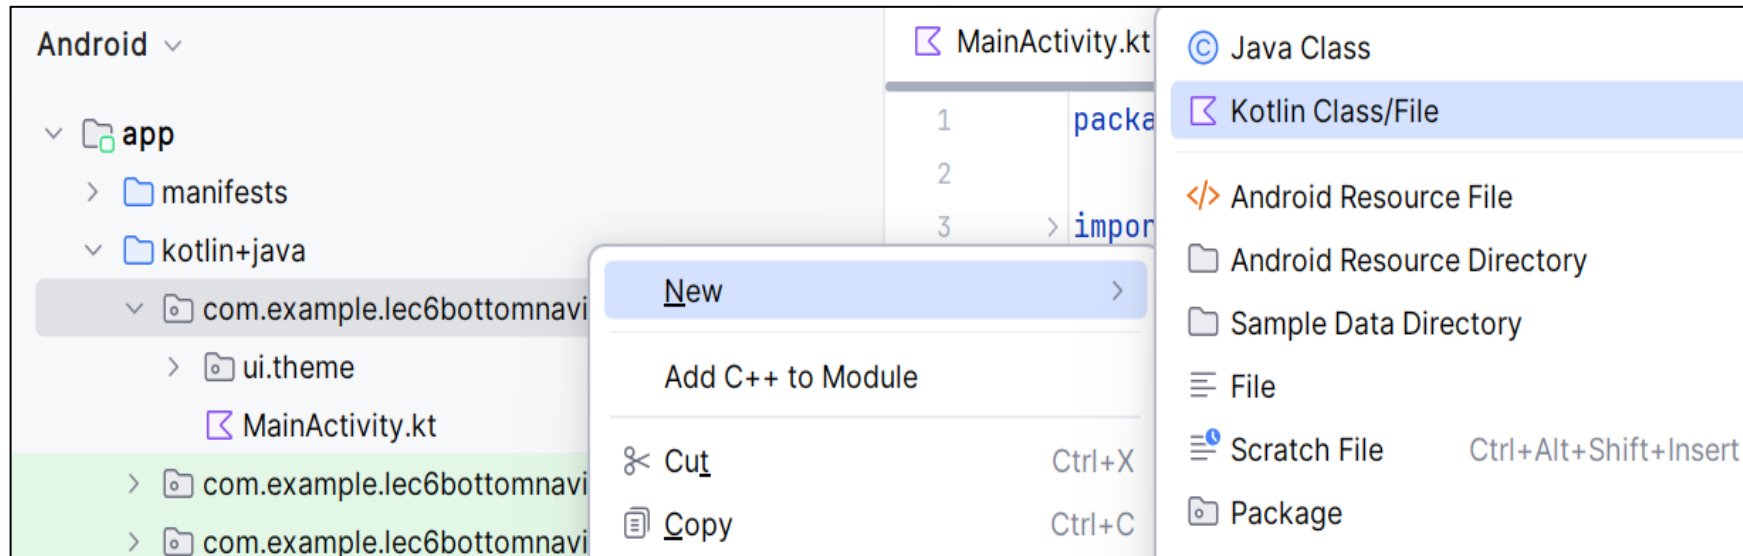 Android
app
manifests
kotlin+java
com.example.lec6bottomnavi
ui.theme
MainActivity.kt
com.example.lec6bottomnavi
com.example.lec6bottomnavi
MainActivity.kt
1 packa
2
3 impor
New
Add C++ to Module
Cut Ctrl+X
Copy Ctrl+C
Java Class
Kotlin Class/File
Android Resource File
Android Resource Directory
Sample Data Directory
File
Scratch File Ctrl+Alt+Shift+Insert
Package